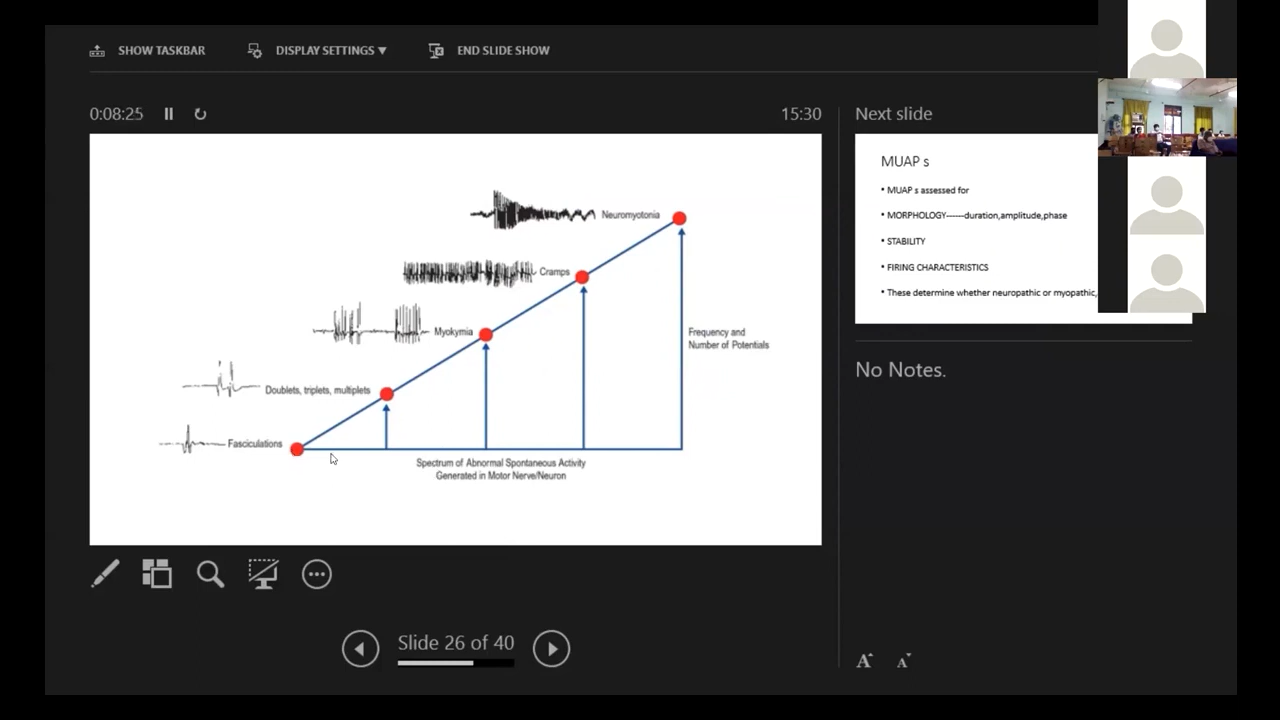 SHOW TASKBAR
DISPLAY SETTINGS ▼
END SLIDE SHOW
0:08:25
15:30
Next slide
Neuromyotonia
Cramps
Myokymia
Frequency and
Number of Potentials
Doublets, triplets, multiplets
Fasciculations
Spectrum of Abnormal Spontaneous Activity
Generated in Motor Nerve/Neuron
MUAP s
• MUAP s assessed for
• MORPHOLOGY------duration,amplitude,phase
• STABILITY
• FIRING CHARACTERISTICS
• These determine whether neuropathic or myopathic,
No Notes.
Slide 26 of 40
A A